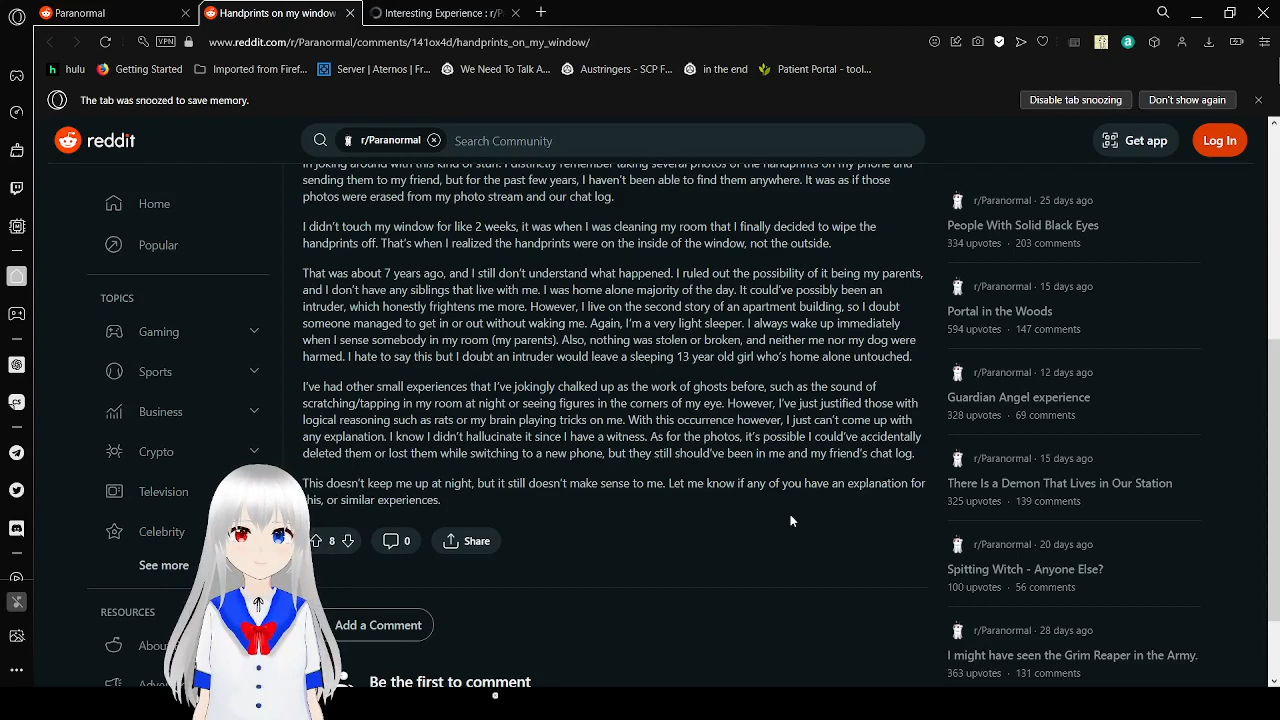 Paranormal
Handprints on my window
Interesting Experience : r/P
VPN
www.reddit.com/r/Paranormal/comments/141ox4d/handprints_on_my_window/
hulu
Getting Started
Imported from Firef...
Server | Aternos | Fr...
We Need To Talk A...
Austringers - SCP F...
in the end
Patient Portal - tool...
The tab was snoozed to save memory.
Disable tab snoozing
Don't show again
reddit
r/Paranormal
Search Community
Get app
Log In
Home
Popular
TOPICS
Gaming
Sports
Business
Crypto
Television
Celebrity
See more
RESOURCES
About
in joking around with this kind of stuff. I distinctly remember taking several photos of the handprints on my phone and
sending them to my friend, but for the past few years, I haven't been able to find them anywhere. It was as if those
photos were erased from my photo stream and our chat log.
I didn't touch my window for like 2 weeks, it was when I was cleaning my room that I finally decided to wipe the
handprints off. That's when I realized the handprints were on the inside of the window, not the outside.
That was about 7 years ago, and I still don't understand what happened. I ruled out the possibility of it being my parents,
and I don't have any siblings that live with me. I was home alone majority of the day. It could've possibly been an
intruder, which honestly frightens me more. However, I live on the second story of an apartment building, so I doubt
someone managed to get in or out without waking me. Again, I'm a very light sleeper. I always wake up immediately
when I sense somebody in my room (my parents). Also, nothing was stolen or broken, and neither me nor my dog were
harmed. I hate to say this but I doubt an intruder would leave a sleeping 13 year old girl who's home alone untouched.
I've had other small experiences that I've jokingly chalked up as the work of ghosts before, such as the sound of
scratching/tapping in my room at night or seeing figures in the corners of my eye. However, I've just justified those with
logical reasoning such as rats or my brain playing tricks on me. With this occurrence however, I just can't come up with
any explanation. I know I didn't hallucinate it since I have a witness. As for the photos, it's possible I could've accidentally
deleted them or lost them while switching to a new phone, but they still should've been in me and my friend's chat log.
This doesn't keep me up at night, but it still doesn't make sense to me. Let me know if any of you have an explanation for
this, or similar experiences.
8
0
Share
Add a Comment
Be the first to comment
r/Paranormal • 25 days ago
People With Solid Black Eyes
334 upvotes • 203 comments
r/Paranormal • 15 days ago
Portal in the Woods
594 upvotes • 147 comments
r/Paranormal • 12 days ago
Guardian Angel experience
328 upvotes • 69 comments
r/Paranormal • 15 days ago
There Is a Demon That Lives in Our Station
325 upvotes • 139 comments
r/Paranormal • 20 days ago
Spitting Witch - Anyone Else?
100 upvotes • 56 comments
r/Paranormal • 28 days ago
I might have seen the Grim Reaper in the Army.
363 upvotes • 131 comments